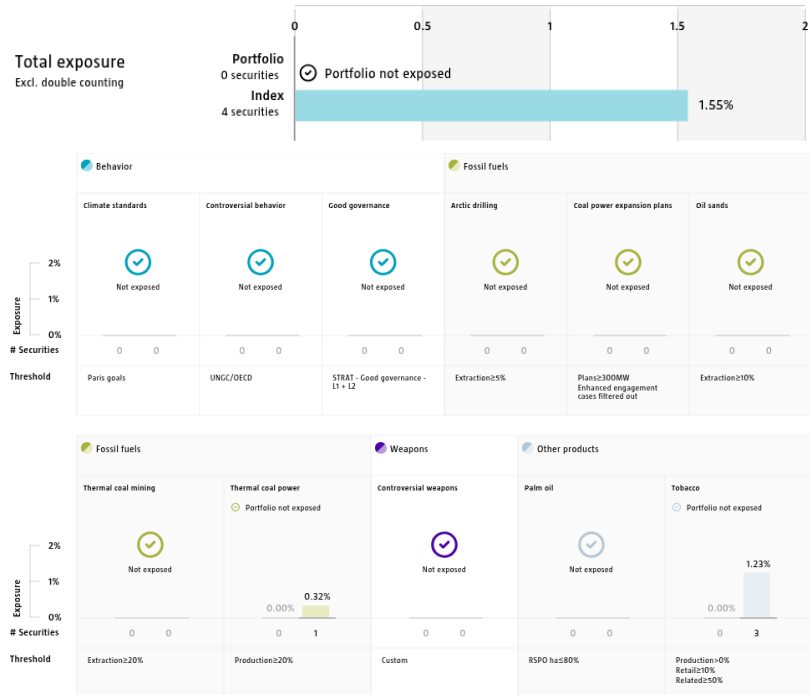 0 0.5 1 1.5 2
Total exposure
Excl. double counting
Portfolio
0 securities
Portfolio not exposed
Index
4 securities
1.55%
Behavior
Fossil fuels
Climate standards Controversial behavior Good governance Arctic drilling Coal power expansion plans Oil sands
Not exposed Not exposed Not exposed Not exposed Not exposed Not exposed
Exposure
2%
1%
0%
# Securities 0 0 0 0 0 0 0 0 0 0 0 0
Threshold
Paris goals
UNGC/OECD
STRAT - Good governance -
L1 + L2
Extraction≥5%
Plans≥300MW
Enhanced engagement
cases filtered out
Extraction≥10%
Fossil fuels
Weapons
Other products
Thermal coal mining Thermal coal power Controversial weapons Palm oil Tobacco
Portfolio not exposed
Portfolio not exposed
Not exposed Not exposed Not exposed
Exposure
2%
1%
0%
0.00% 0.32%
0.00% 1.23%
# Securities 0 0 0 1 0 0 0 0 0 3
Threshold
Extraction≥20%
Production≥20%
Custom
RSPO ha≤80%
Production>0%
Retail≥10%
Related≥50%